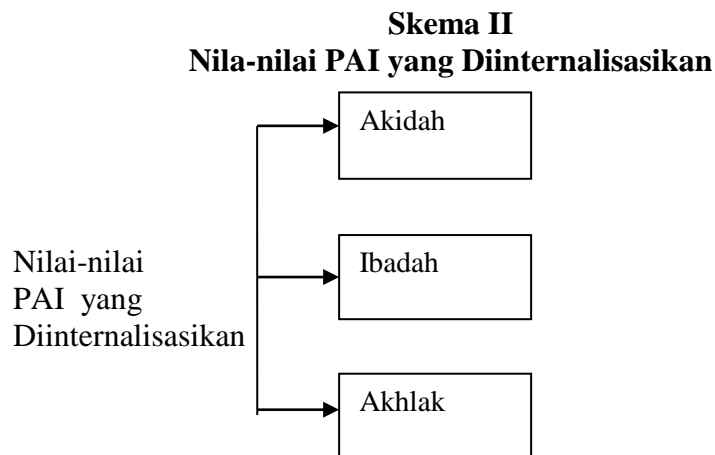 Skema II
Nila-nilai PAI yang Diinternalisasikan
Akidah
Nilai-nilai
PAI yang
Diinternalisasikan
Ibadah
Akhlak